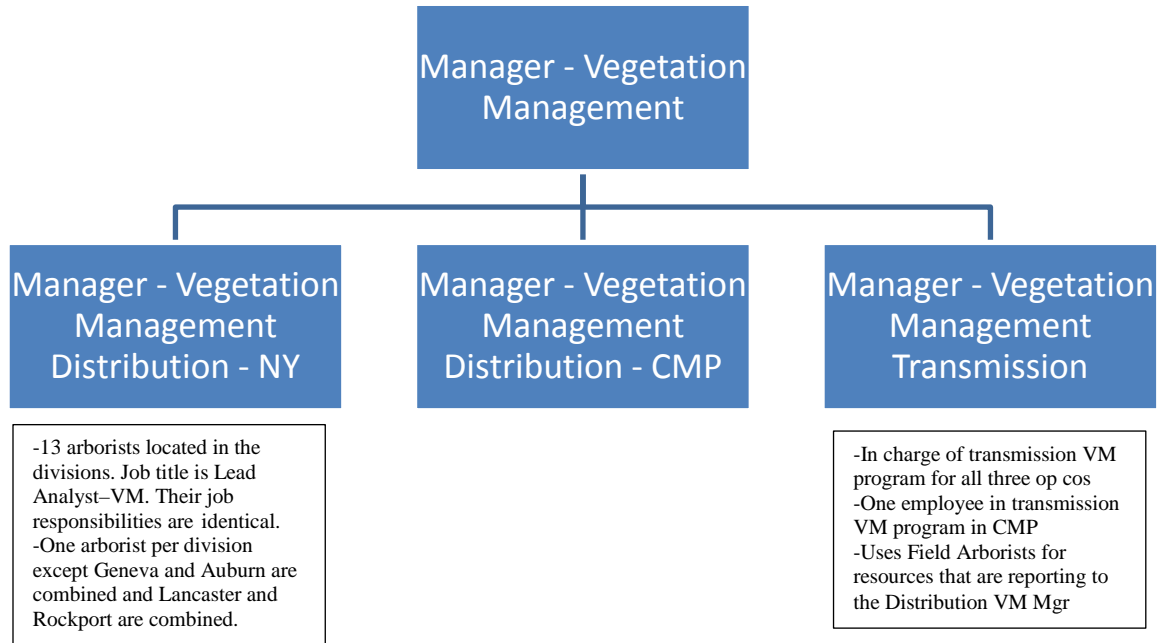 Manager - Vegetation
Management
Manager - Vegetation
Management
Distribution - NY
Manager - Vegetation
Management
Distribution - CMP
Manager - Vegetation
Management
Transmission
-13 arborists located in the
divisions. Job title is Lead
Analyst–VM. Their job
responsibilities are identical.
-One arborist per division
except Geneva and Auburn are
combined and Lancaster and
Rockport are combined.
-In charge of transmission VM
program for all three op cos
-One employee in transmission
VM program in CMP
-Uses Field Arborists for
resources that are reporting to
the Distribution VM Mgr